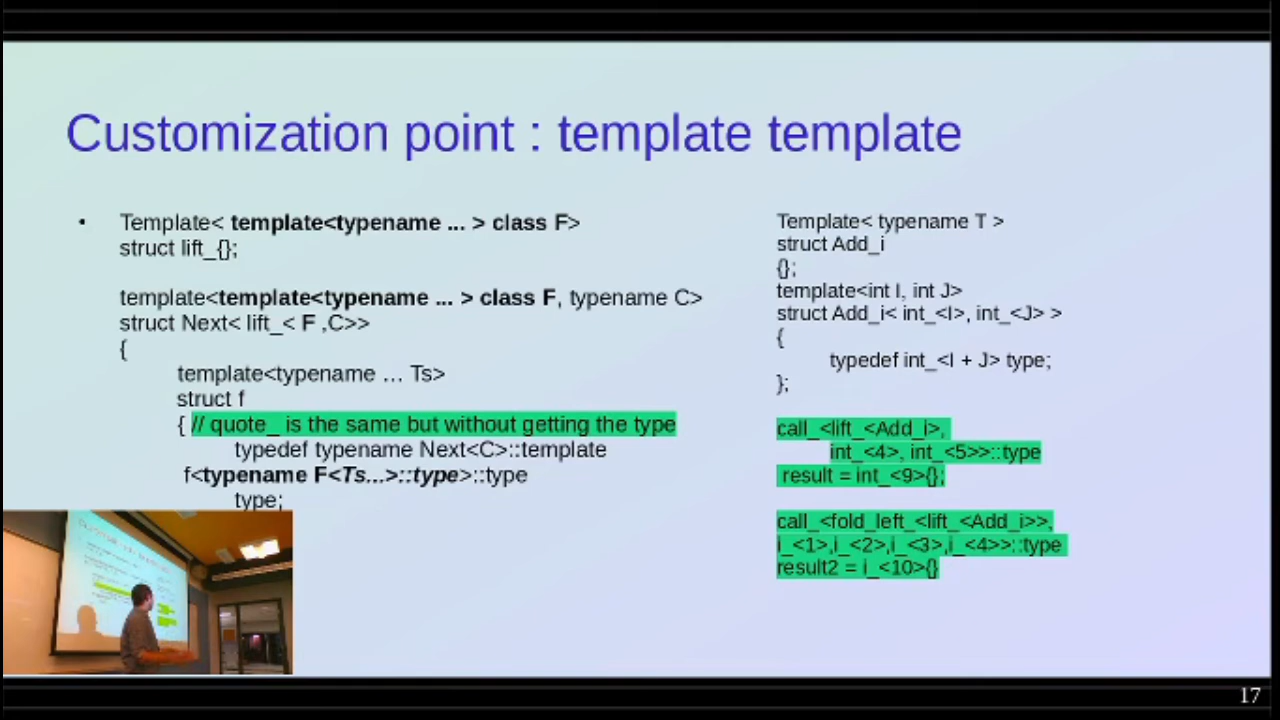 Customization point : template template
• Template< template<typename ... > class F>
struct lift_{};
template<template<typename ... > class F, typename C>
struct Next< lift_< F ,C>>
{
template<typename … Ts>
struct f
{ // quote_ is the same but without getting the type
typedef typename Next<C>::template
f<typename F<Ts...>::type>::type
type;
Template< typename T >
struct Add_i
{};
template<int I, int J>
struct Add_i< int_<I>, int_<J> >
{
typedef int_<I + J> type;
};
call_<lift_<Add_i>,
int_<4>, int_<5>>::type
result = int_<9>{};
call_<fold_left_<lift_<Add_i>>,
i_<1>,i_<2>,i_<3>,i_<4>>::type
result2 = i_<10>{}
17